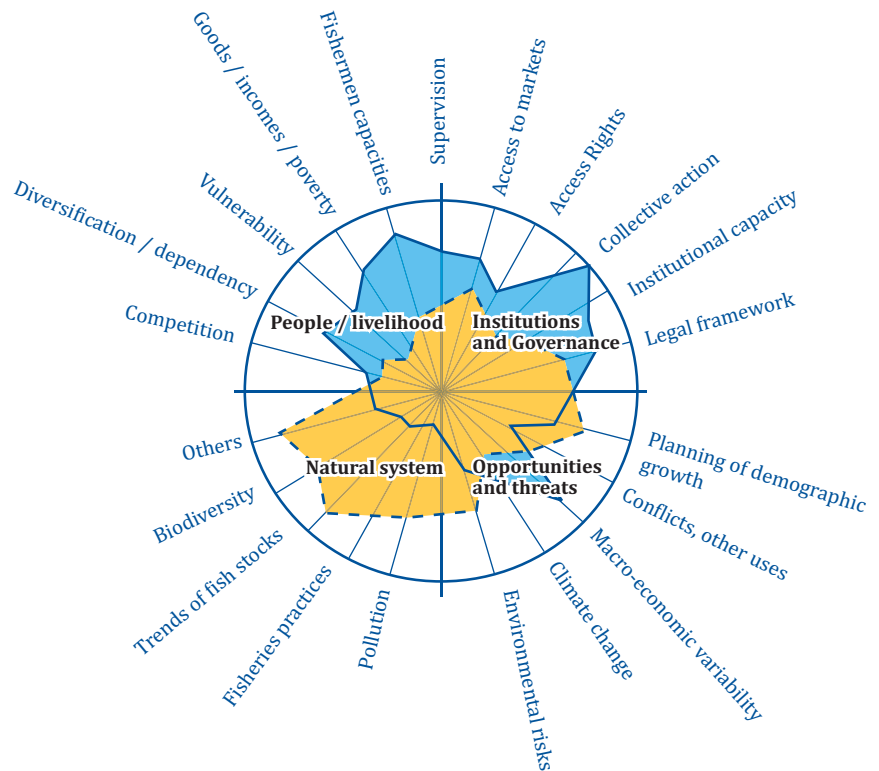 Supervision
Access to markets
Access Rights
Collective action
Institutional capacity
Legal framework
Planning of demographic
growth
Conflicts, other uses
Macro-economic variability
Climate change
Environmental risks
Pollution
Fisheries practices
Trends of fish stocks
Biodiversity
Others
Competition
Diversification / dependency
Vulnerability
Goods / incomes / poverty
Fishermen capacities
People / livelihood
Institutions
and Governance
Natural system
Opportunities
and threats